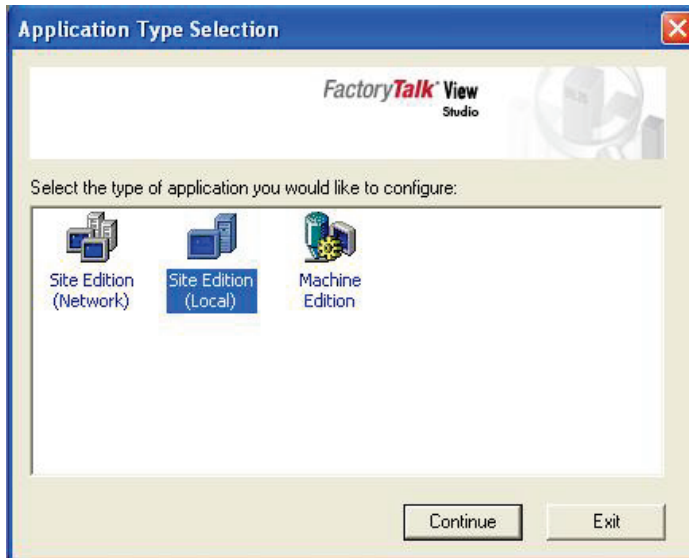 Application Type Selection
FactoryTalk View
Studio
Select the type of application you would like to configure:
Site Edition
(Network)
Site Edition
(Local)
Machine
Edition
Continue
Exit